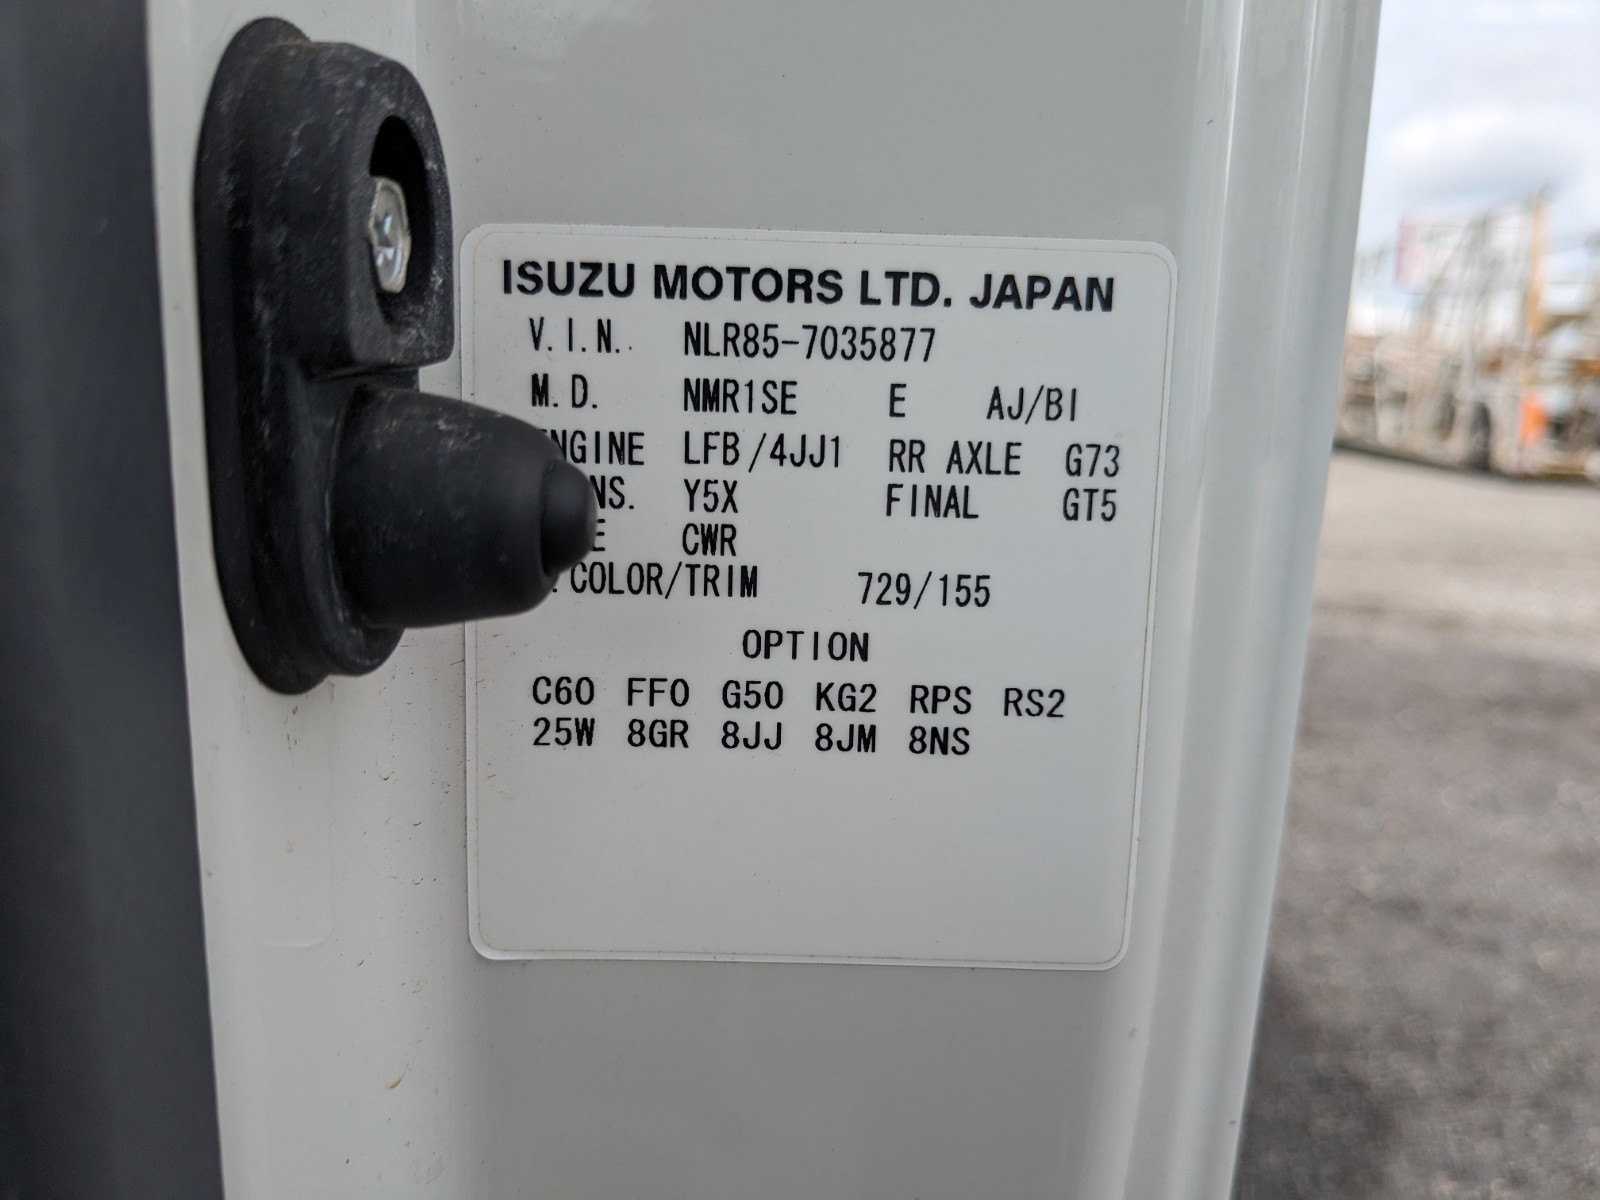 ISUZU MOTORS LTD. JAPAN
V.I.N. NLR85-7035877
M.D. NMR1SE E AJ/BI
NGINE LFB/4JJ1 RR AXLE G73
NS. Y5X FINAL GT5
E CWR
. COLOR/TRIM 729/155
OPTION
C60 FF0 G50 KG2 RPS RS2
25W 8GR 8JJ 8JM 8NS